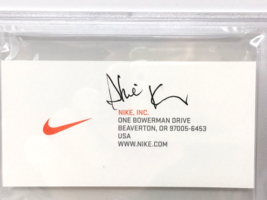 NIKE, INC.
ONE BOWERMAN DRIVE
BEAVERTON, OR 97005-6453
USA
WWW.NIKE.COM